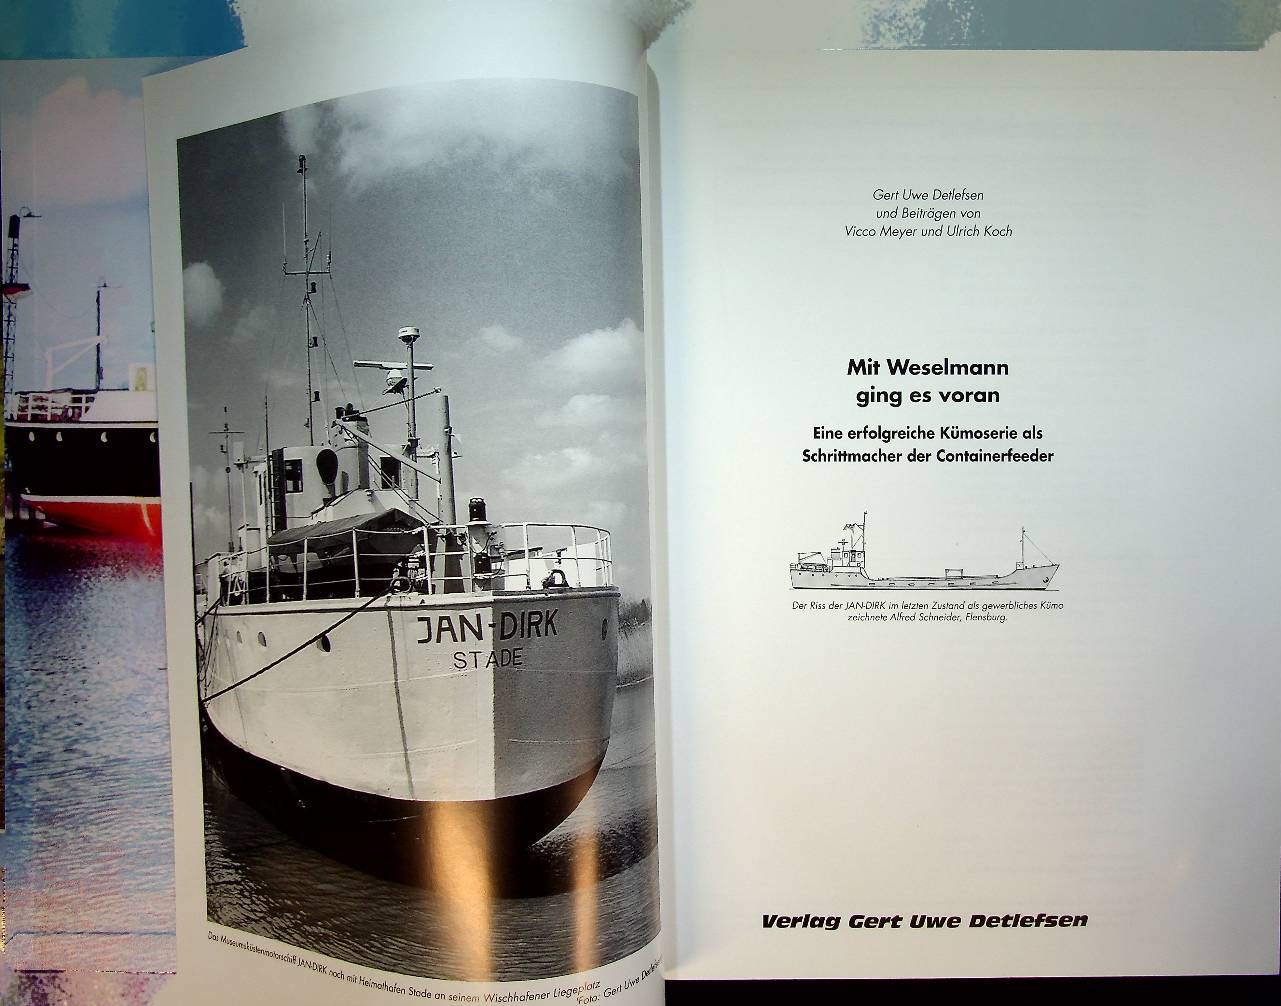 JAN-DIRK
STADE
Das Museumsküstenmotorschiff JAN-DIRK noch mit Heimathafen Stade an seinem Wischhafener Liegeplatz
Foto: Gert Uwe Detlefsen
Gert Uwe Detlefsen
und Beiträgen von
Vicco Meyer und Ulrich Koch
Mit Weselmann
ging es voran
Eine erfolgreiche Kümoserie als
Schrittmacher der Containerfeeder
Der Riss der JAN-DIRK im letzten Zustand als gewerbliches Kümo
zeichnete Alfred Schneider, Flensburg.
Verlag Gert Uwe Detlefsen